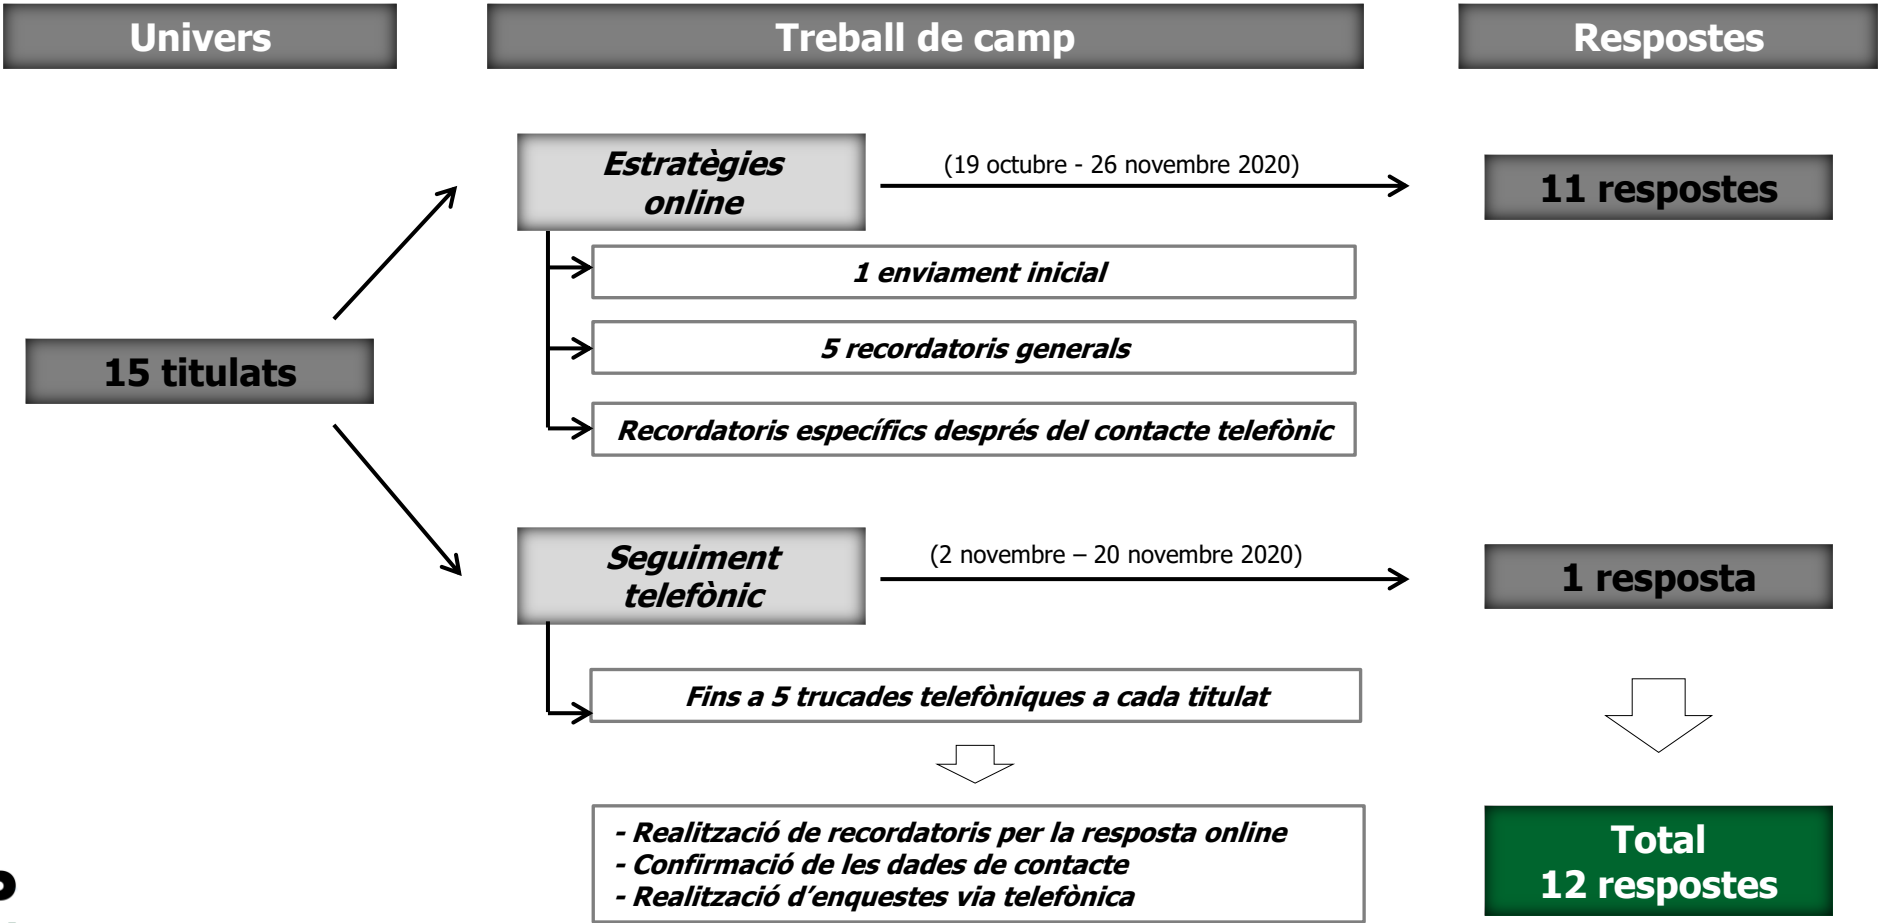 Univers
Treball de camp
Respostes
Estratègies
online
(19 octubre - 26 novembre 2020)
11 respostes
1 enviament inicial
5 recordatoris generals
15 titulats
Recordatoris específics després del contacte telefònic
Seguiment
telefònic
(2 novembre – 20 novembre 2020)
1 resposta
Fins a 5 trucades telefòniques a cada titulat
- Realització de recordatoris per la resposta online
- Confirmació de les dades de contacte
- Realització d'enquestes via telefònica
Total
12 respostes